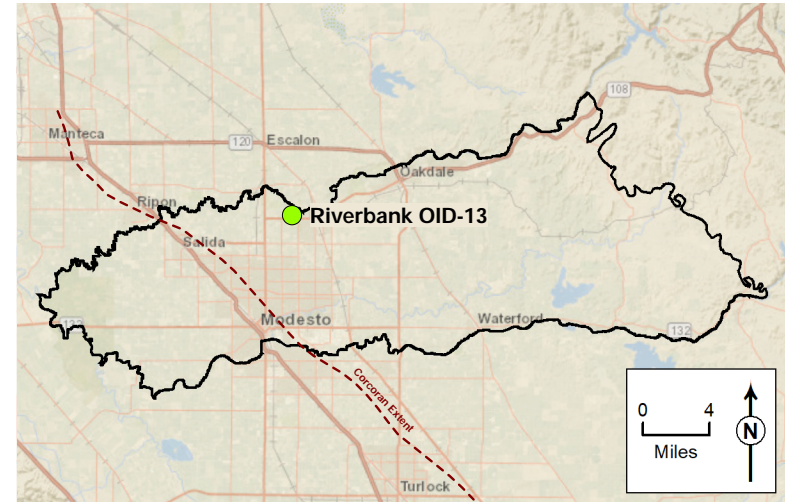 108
Manteca
120
Escalon
Oakdale
Ripon
Riverbank OID-13
Salida
132
Modesto
Waterford
132
Corcoran Extent
0 4
Miles
N
Turlock